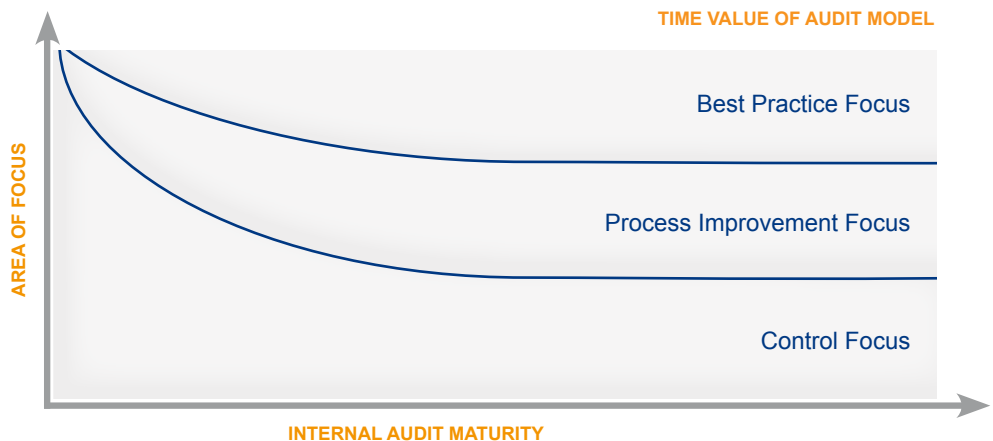 TIME VALUE OF AUDIT MODEL
Best Practice Focus
AREA OF FOCUS
Process Improvement Focus
Control Focus
INTERNAL AUDIT MATURITY